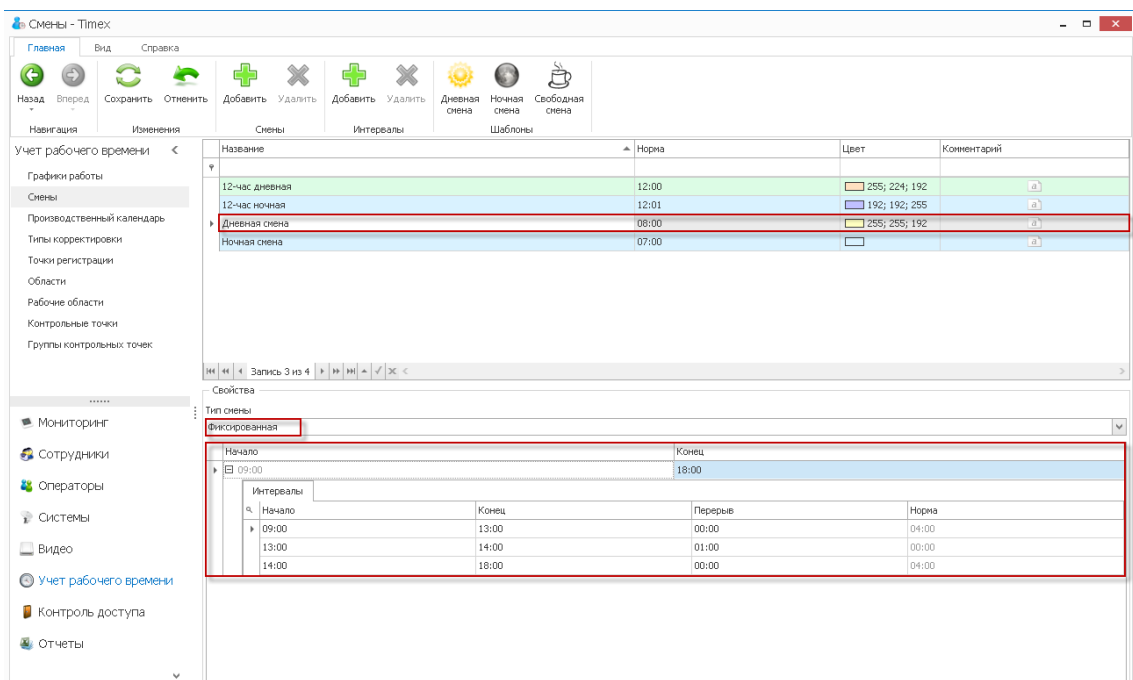 Смены - Timex
Главная Вид Справка
Назад Вперед Сохранить Отменить Добавить Удалить Добавить Удалить Дневная смена Ночная смена Свободная смена
Навигация Изменения Смены Интервалы Шаблоны
Учет рабочего времени
Графики работы
Смены
Производственный календарь
Типы корректировки
Точки регистрации
Области
Рабочие области
Контрольные точки
Группы контрольных точек
Мониторинг
Сотрудники
Операторы
Системы
Видео
Учет рабочего времени
Контроль доступа
Отчеты
Название Норма Цвет Комментарий
12-час дневная 12:00 255; 224; 192 a
12-час ночная 12:01 192; 192; 255 a
Дневная смена 08:00 255; 255; 192 a
Ночная смена 07:00 a
Запись 3 из 4
Свойства
Тип смены
Фиксированная
Начало Конец
09:00 18:00
Интервалы
Начало Конец Перерыв Норма
09:00 13:00 00:00 04:00
13:00 14:00 01:00 00:00
14:00 18:00 00:00 04:00